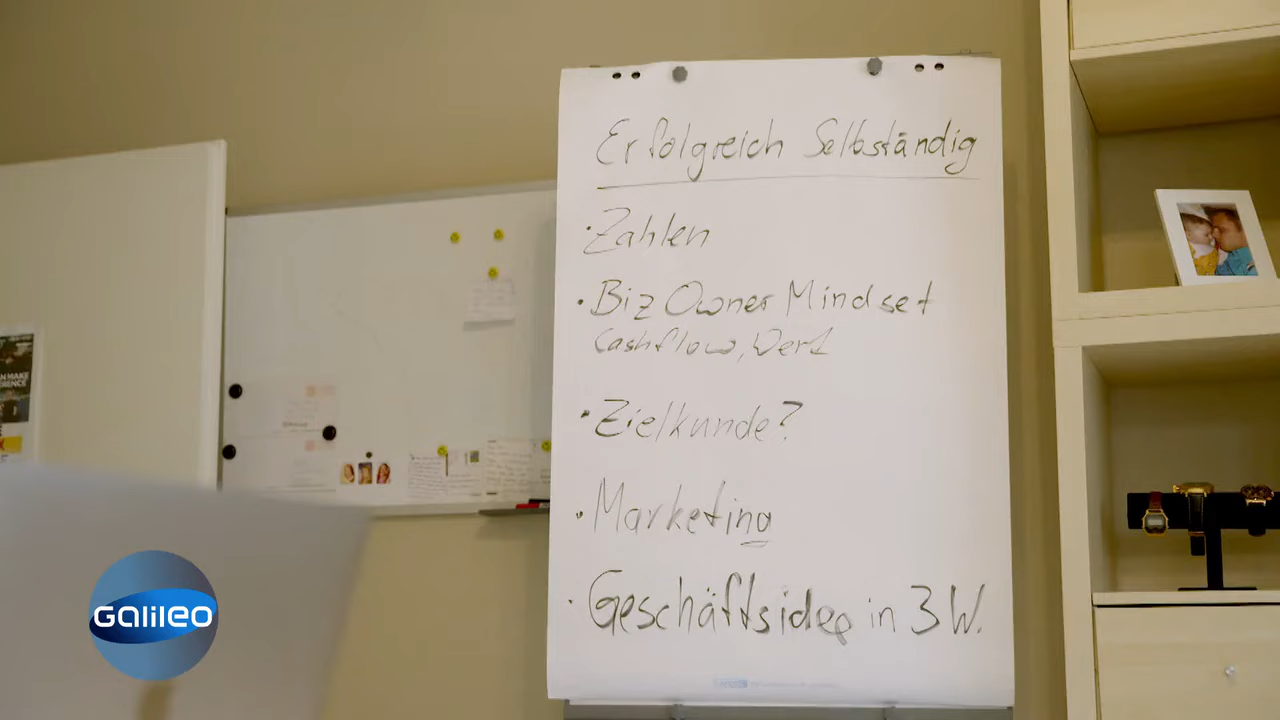 Erfolgreich Selbständig
• Zahlen
• Biz Owner Mindset
Cashflow, Wert
• Zielkunde?
• Marketing
• Geschäftsidee in 3 W.
Galileo